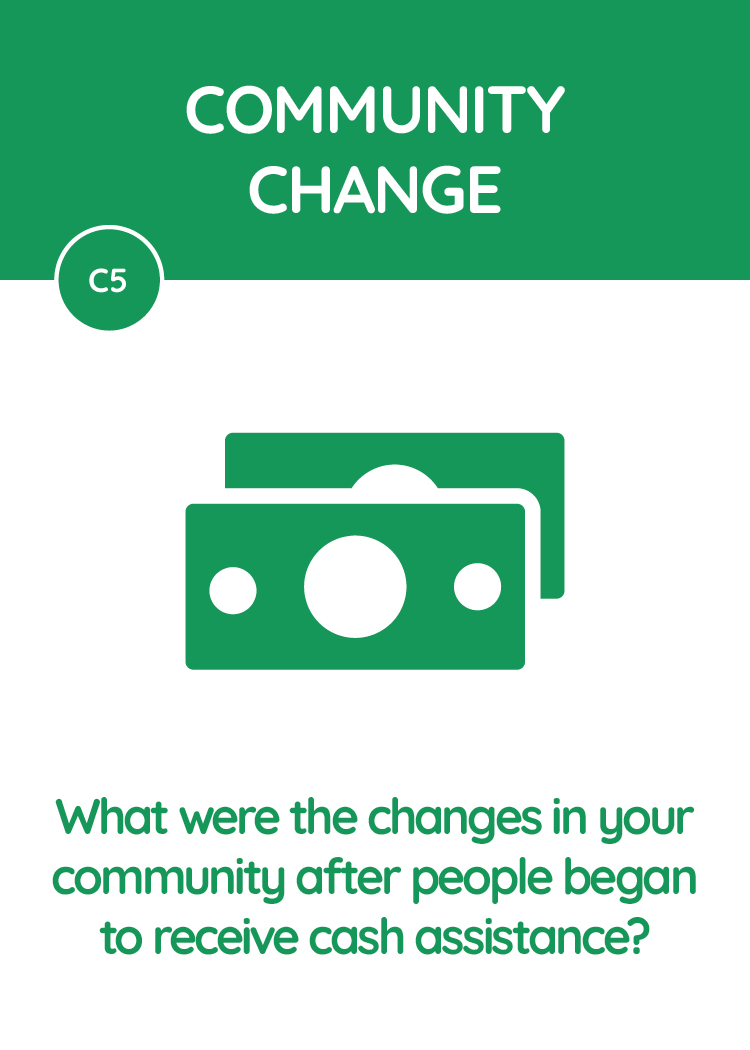 COMMUNITY
CHANGE
C5
What were the changes in your
community after people began
to receive cash assistance?